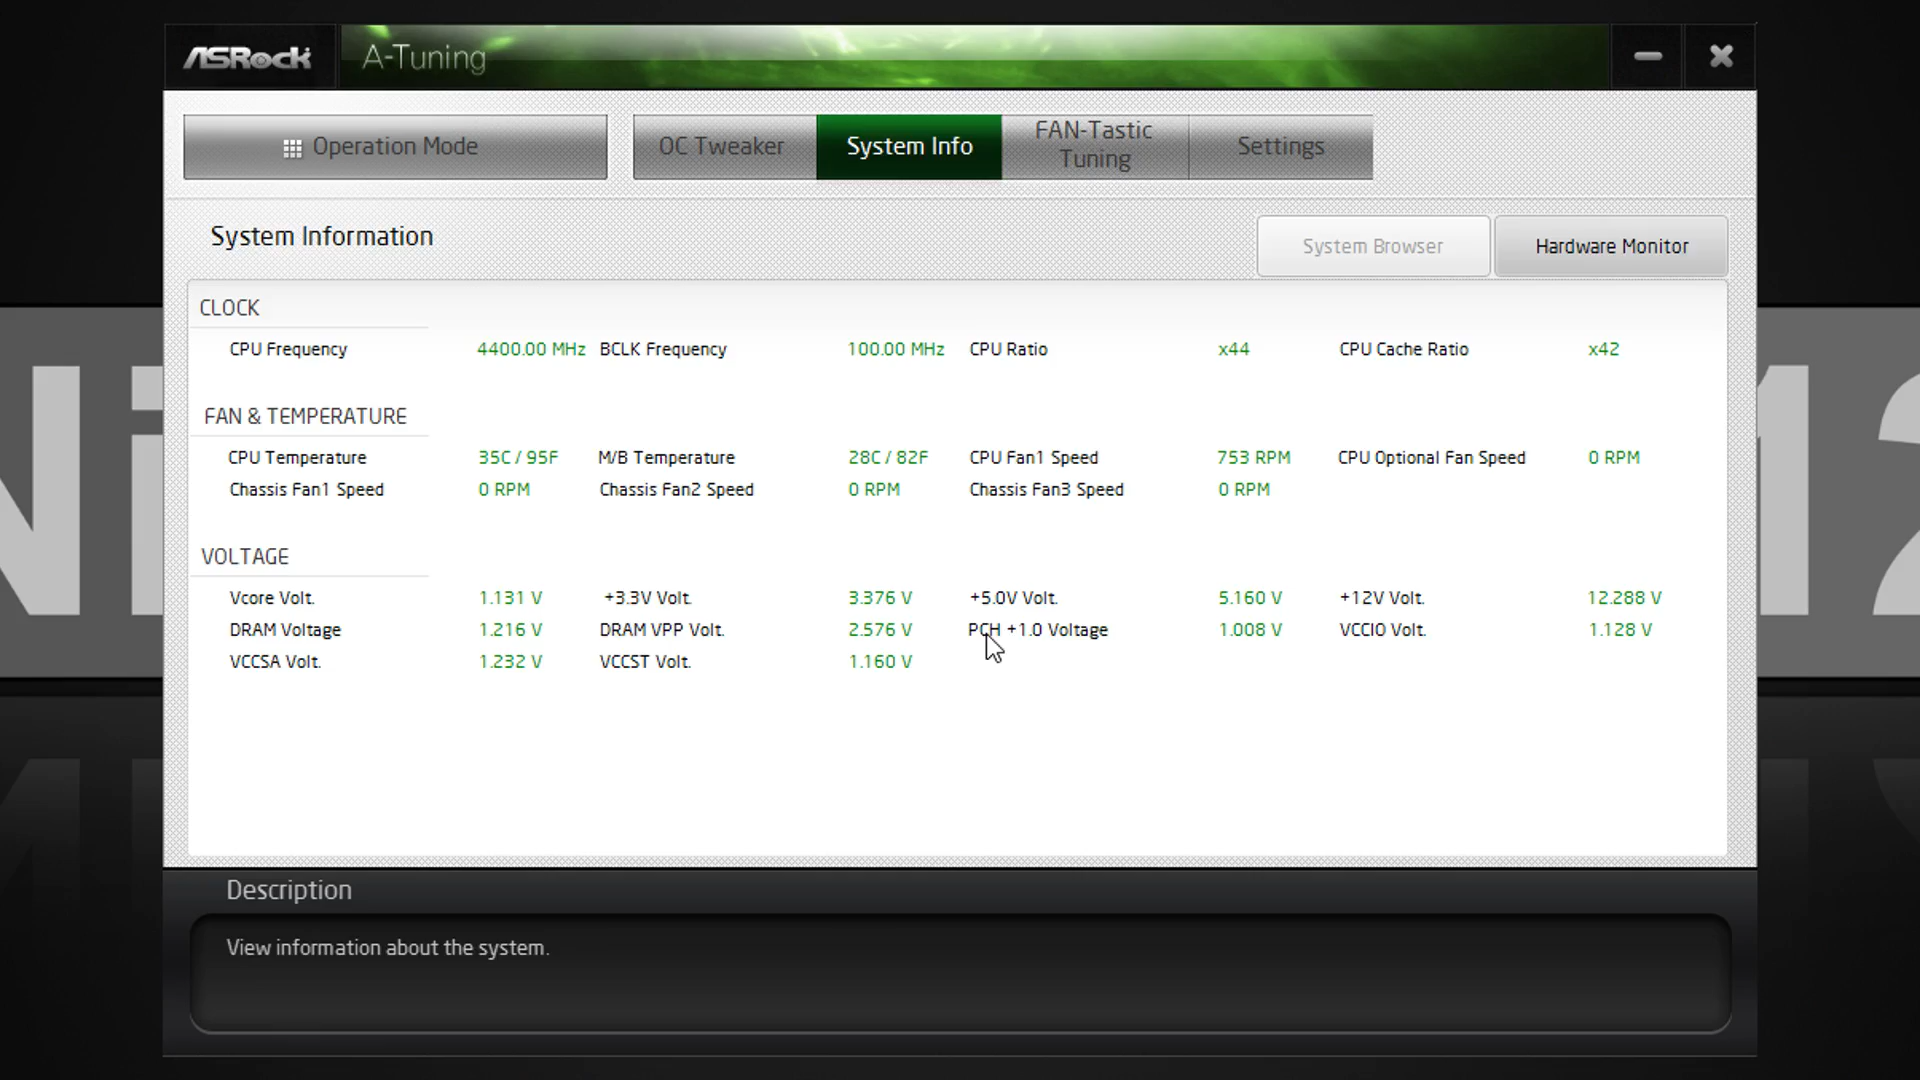 ASRock A-Tuning
Operation Mode OC Tweaker System Info FAN-Tastic Tuning Settings
System Information System Browser Hardware Monitor
CLOCK
CPU Frequency 4400.00 MHz BCLK Frequency 100.00 MHz CPU Ratio x44 CPU Cache Ratio x42
FAN & TEMPERATURE
CPU Temperature 35C / 95F M/B Temperature 28C / 82F CPU Fan1 Speed 753 RPM CPU Optional Fan Speed 0 RPM
Chassis Fan1 Speed 0 RPM Chassis Fan2 Speed 0 RPM Chassis Fan3 Speed 0 RPM
VOLTAGE
Vcore Volt. 1.131 V +3.3V Volt. 3.376 V +5.0V Volt. 5.160 V +12V Volt. 12.288 V
DRAM Voltage 1.216 V DRAM VPP Volt. 2.576 V PCH +1.0 Voltage 1.008 V VCCIO Volt. 1.128 V
VCCSA Volt. 1.232 V VCCST Volt. 1.160 V
Description
View information about the system.